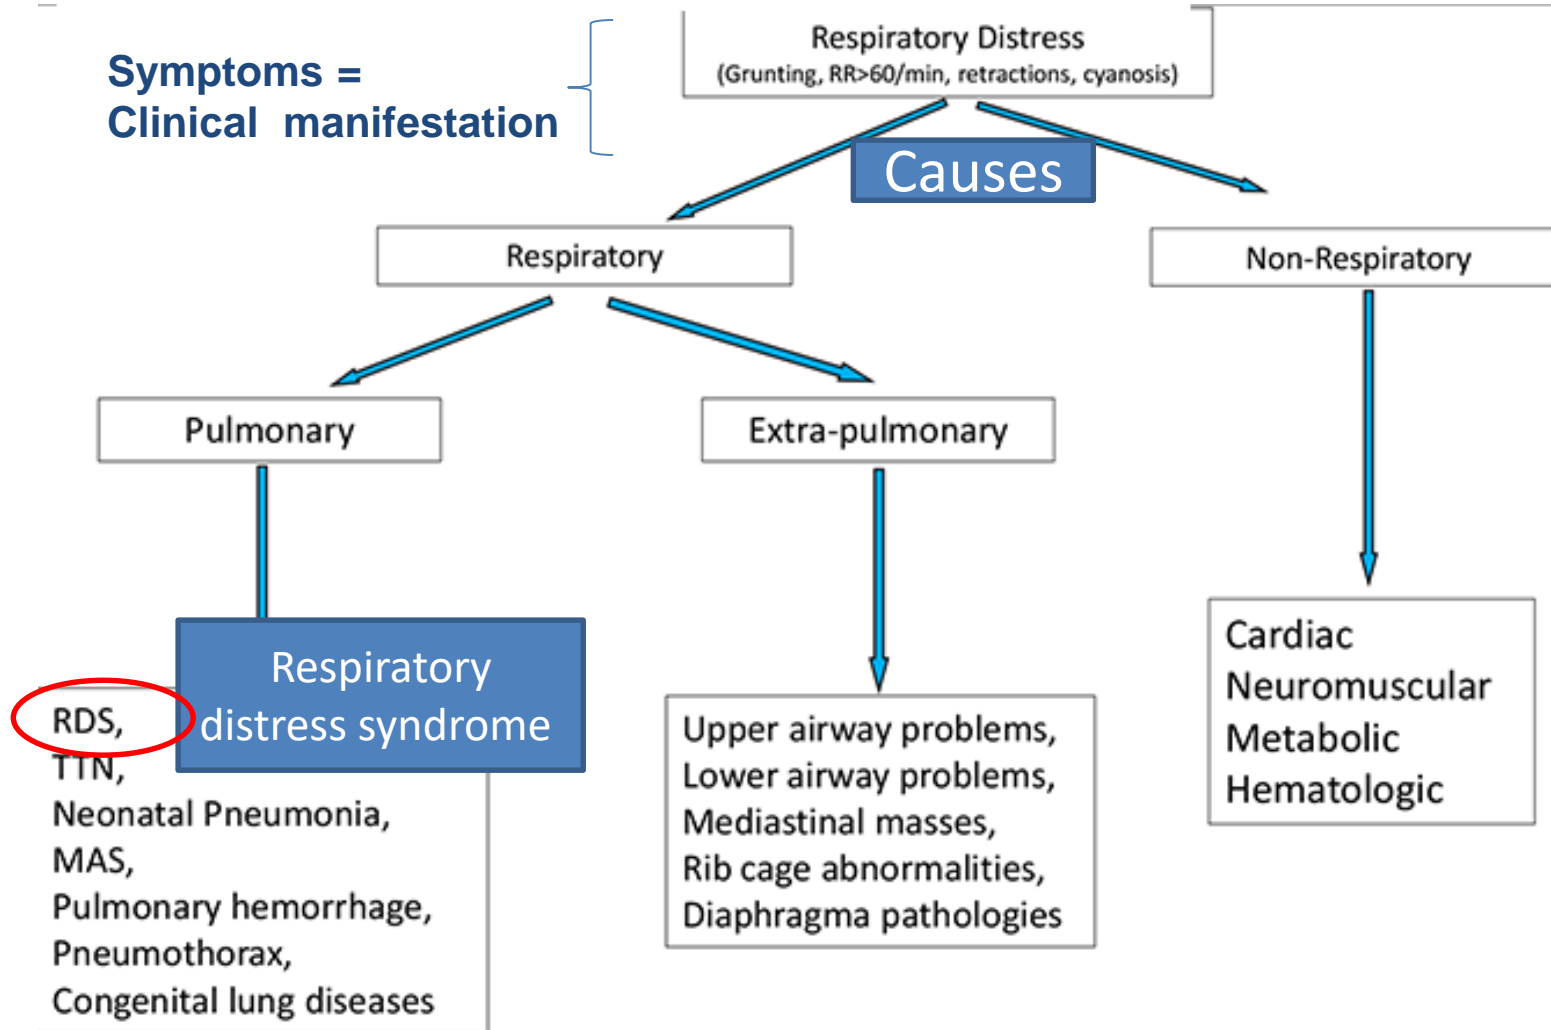 Symptoms =
Clinical manifestation
Respiratory Distress
(Grunting, RR>60/min, retractions, cyanosis)
Causes
Respiratory
Non-Respiratory
Pulmonary
Extra-pulmonary
Respiratory
distress syndrome
RDS,
TTN,
Neonatal Pneumonia,
MAS,
Pulmonary hemorrhage,
Pneumothorax,
Congenital lung diseases
Upper airway problems,
Lower airway problems,
Mediastinal masses,
Rib cage abnormalities,
Diaphragma pathologies
Cardiac
Neuromuscular
Metabolic
Hematologic